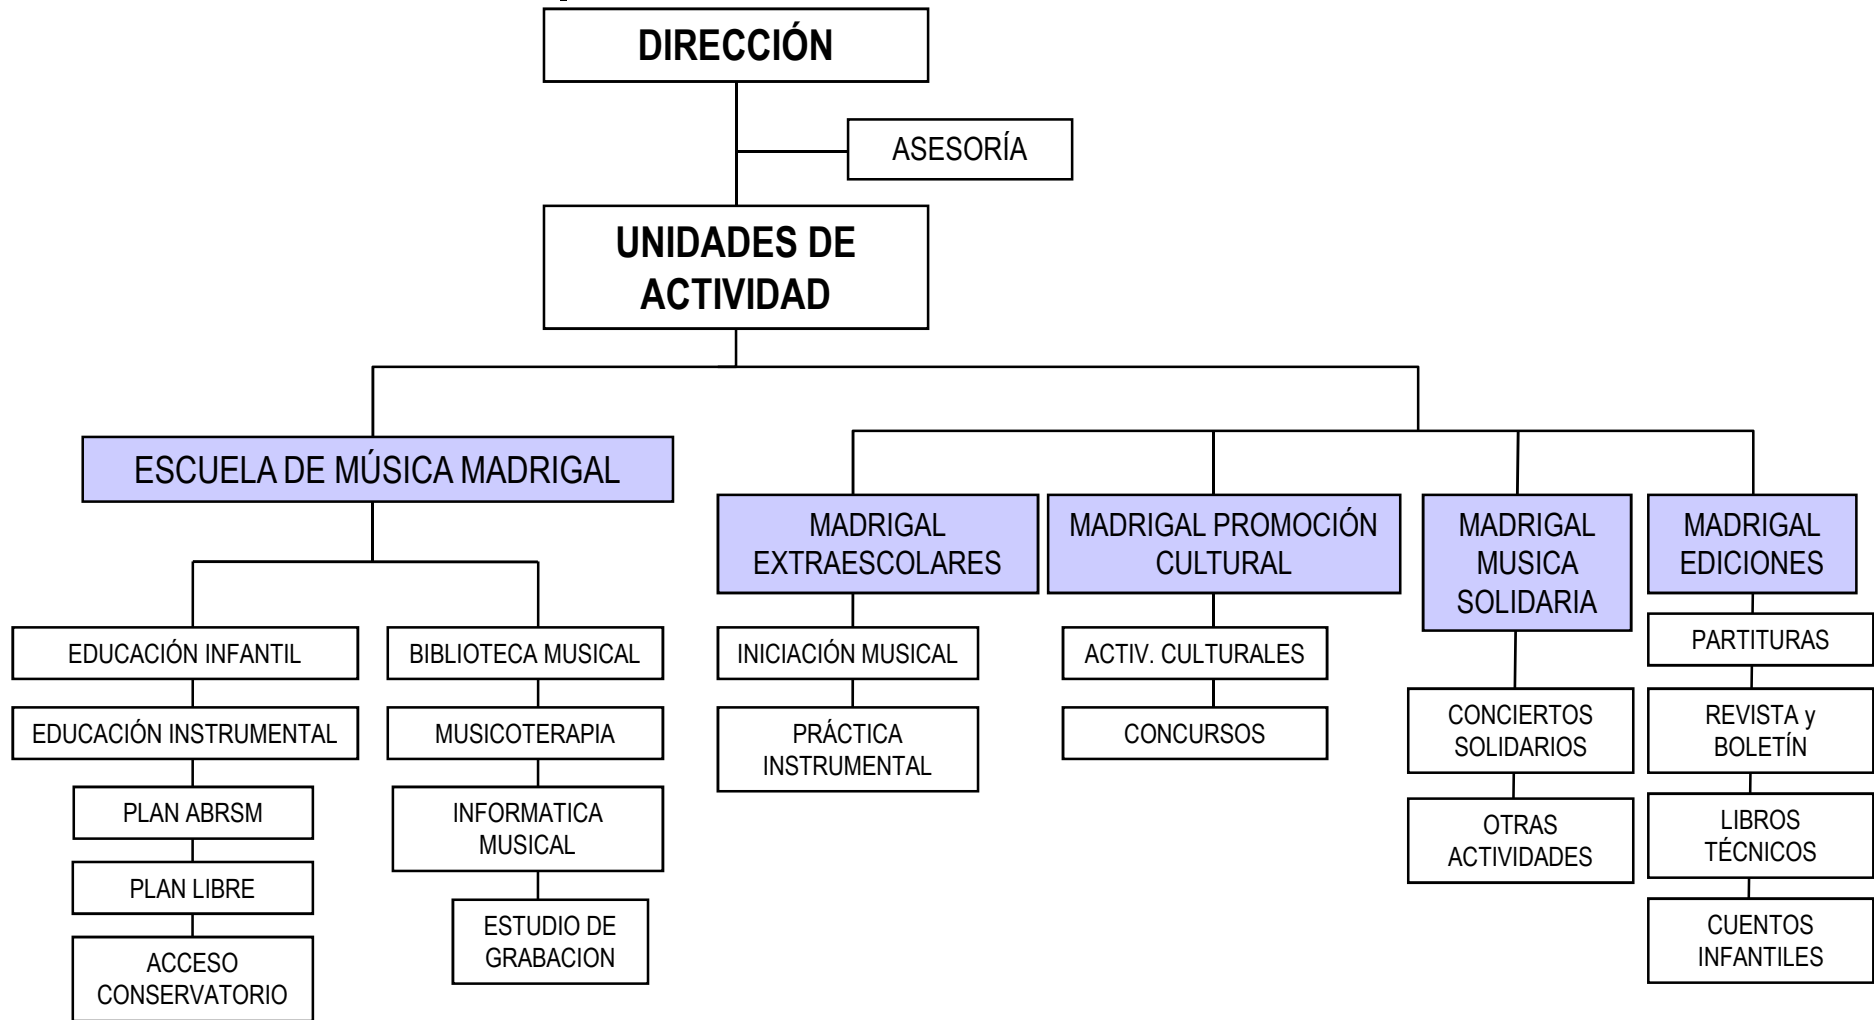 DIRECCIÓN
ASESORÍA
UNIDADES DE
ACTIVIDAD
ESCUELA DE MÚSICA MADRIGAL
EDUCACIÓN INFANTIL
EDUCACIÓN INSTRUMENTAL
PLAN ABRSM
PLAN LIBRE
ACCESO
CONSERVATORIO
BIBLIOTECA MUSICAL
MUSICOTERAPIA
INFORMATICA
MUSICAL
ESTUDIO DE
GRABACION
MADRIGAL
EXTRAESCOLARES
INICIACIÓN MUSICAL
PRÁCTICA
INSTRUMENTAL
MADRIGAL PROMOCIÓN
CULTURAL
ACTIV. CULTURALES
CONCURSOS
MADRIGAL
MUSICA
SOLIDARIA
CONCIERTOS
SOLIDARIOS
OTRAS
ACTIVIDADES
MADRIGAL
EDICIONES
PARTITURAS
REVISTA y
BOLETÍN
LIBROS
TÉCNICOS
CUENTOS
INFANTILES